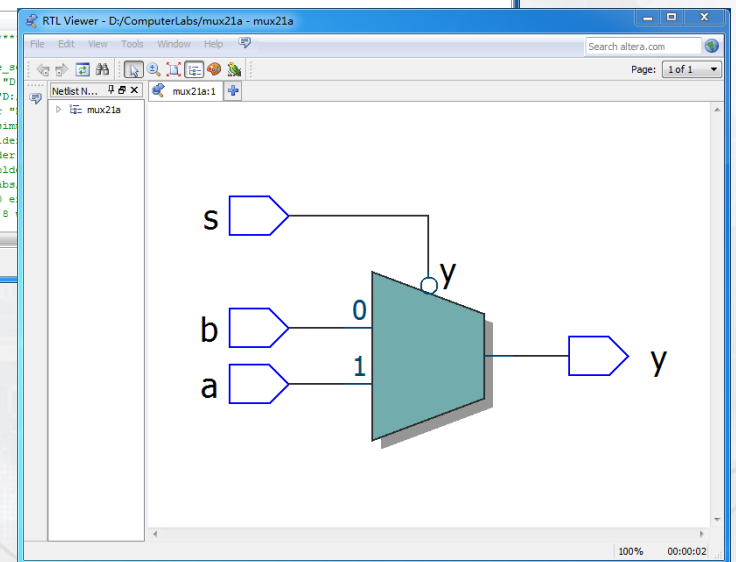 RTL Viewer - D:/ComputerLabs/mux21a - mux21a
File Edit View Tools Window Help
Search altera.com
Page: 1 of 1
Netlist N...
mux21a:1
mux21a
s
y
b
0
a
1
y
100% 00:00:02